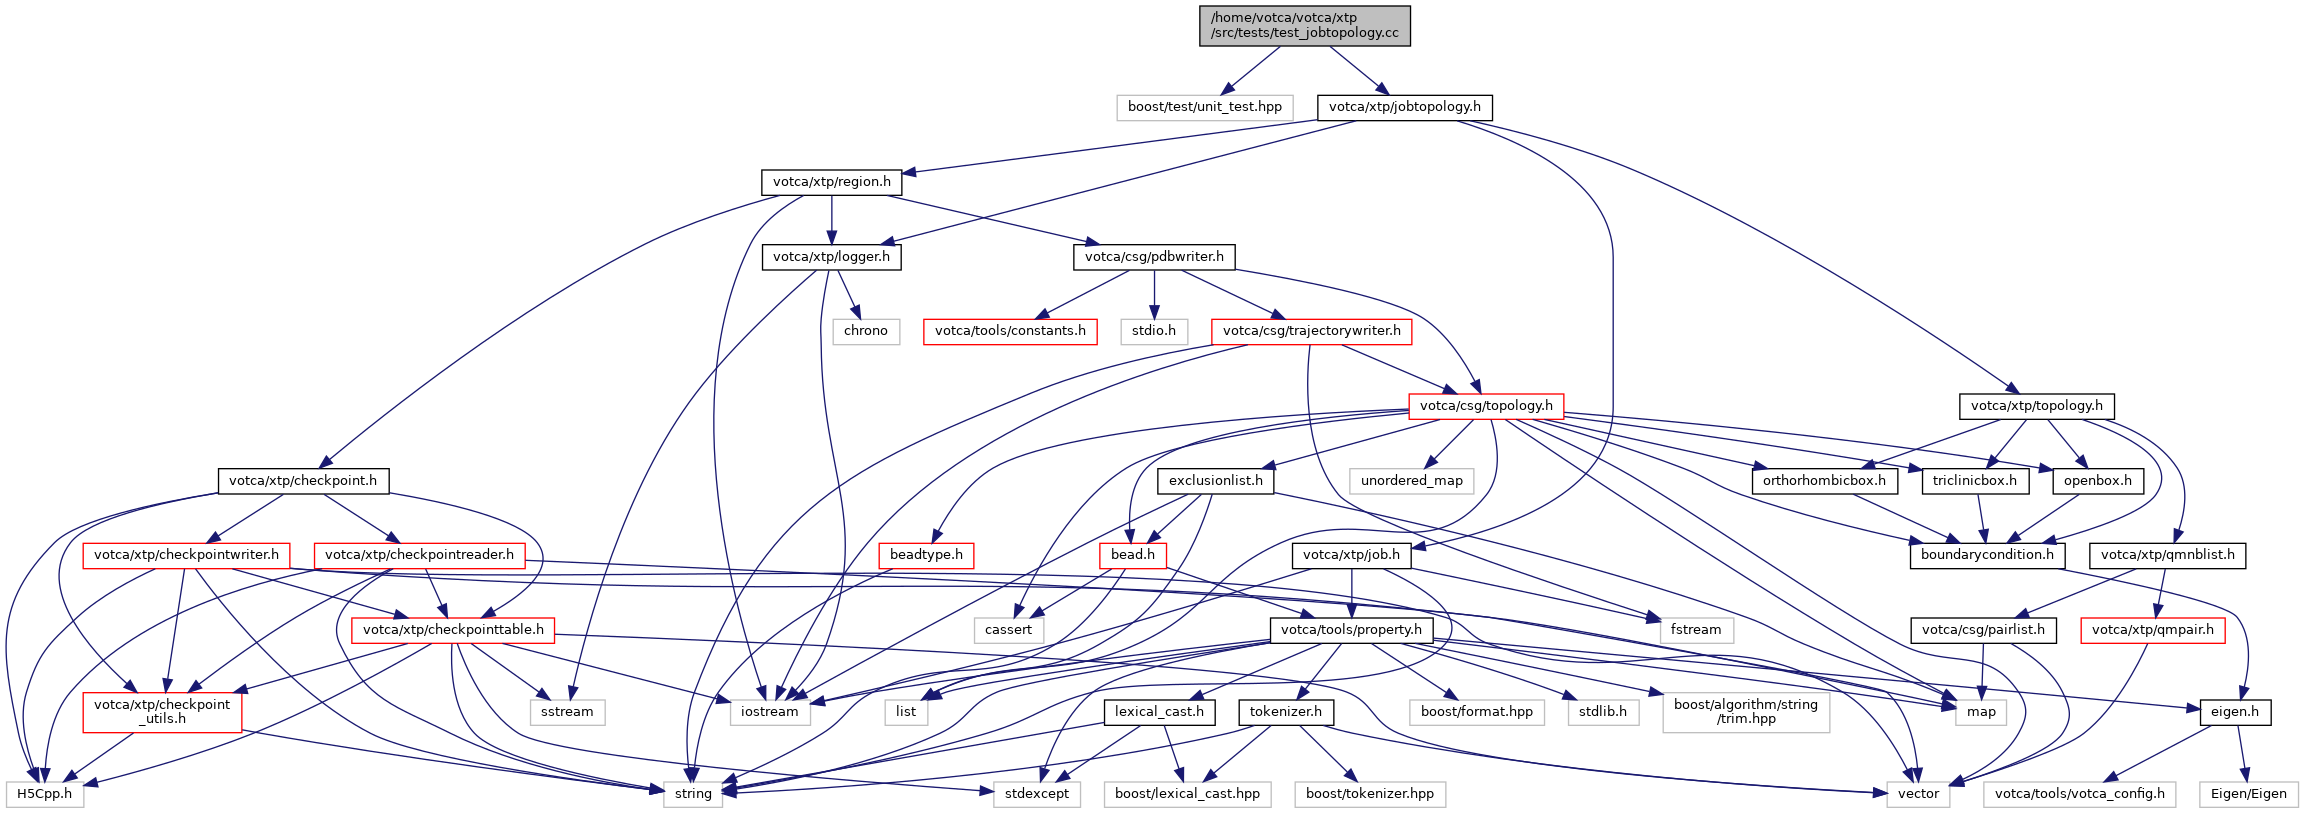 /home/votca/votca/xtp
/src/tests/test_jobtopology.cc
boost/test/unit_test.hpp
votca/xtp/jobtopology.h
votca/xtp/region.h
votca/xtp/logger.h
votca/csg/pdbwriter.h
votca/tools/constants.h
stdio.h
votca/csg/trajectorywriter.h
chrono
votca/csg/topology.h
votca/xtp/topology.h
votca/xtp/checkpoint.h
exclusionlist.h
unordered_map
orthorhombicbox.h
triclinicbox.h
openbox.h
votca/xtp/checkpointwriter.h
votca/xtp/checkpointreader.h
beadtype.h
bead.h
votca/xtp/job.h
boundarycondition.h
votca/xtp/qmnblist.h
votca/xtp/checkpointtable.h
cassert
votca/tools/property.h
fstream
votca/csg/pairlist.h
votca/xtp/qmpair.h
votca/xtp/checkpoint
_utils.h
sstream
iostream
list
lexical_cast.h
tokenizer.h
boost/format.hpp
stdlib.h
boost/algorithm/string
/trim.hpp
map
eigen.h
H5Cpp.h
string
stdexcept
boost/lexical_cast.hpp
boost/tokenizer.hpp
vector
votca/tools/votca_config.h
Eigen/Eigen